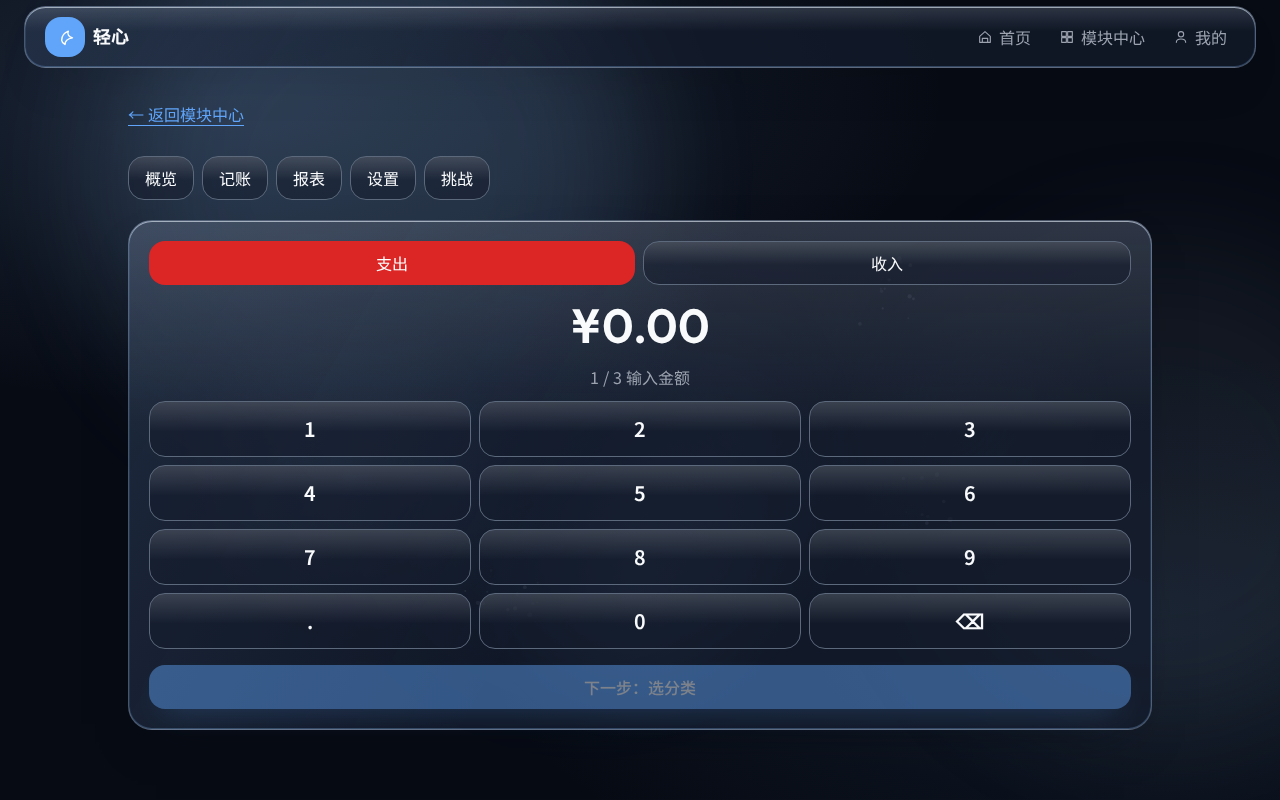 轻心
首页 模块中心 我的
← 返回模块中心
概览 记账 报表 设置 挑战
支出 收入
¥0.00
1 / 3 输入金额
1 2 3
4 5 6
7 8 9
. 0 ⌫
下一步：选分类